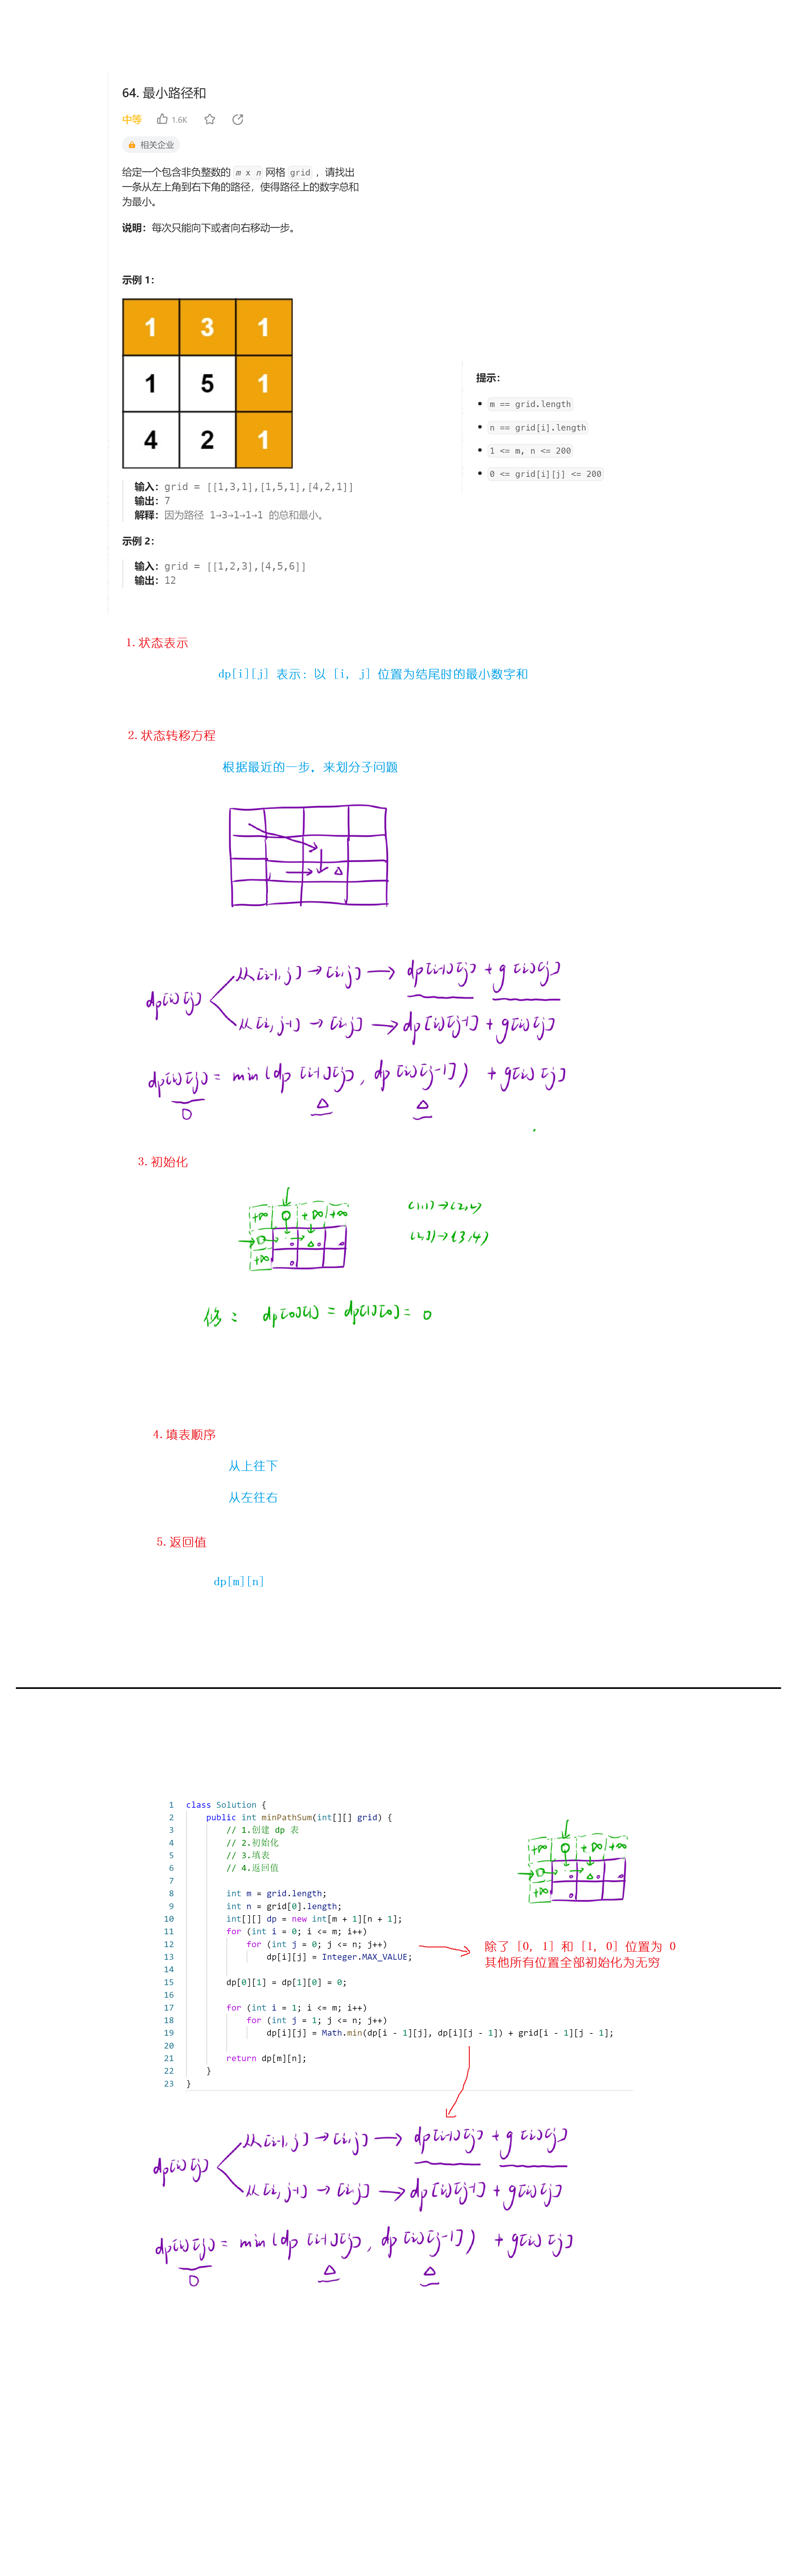 64. 最小路径和
中等 1.6K
相关企业
给定一个包含非负整数的 m x n 网格 grid ，请找出
一条从左上角到右下角的路径，使得路径上的数字总和
为最小。
说明：每次只能向下或者向右移动一步。
示例 1：
1 3 1
1 5 1
4 2 1
输入：grid = [[1,3,1],[1,5,1],[4,2,1]]
输出：7
解释：因为路径 1→3→1→1→1 的总和最小。
示例 2：
输入：grid = [[1,2,3],[4,5,6]]
输出：12
提示：
m == grid.length
n == grid[i].length
1 <= m, n <= 200
0 <= grid[i][j] <= 200
1. 状态表示
dp[i][j] 表示：以 [i, j] 位置为结尾时的最小数字和
2. 状态转移方程
根据最近的一步，来划分子问题
dp[i][j]
从[i-1, j] → [i, j] → dp[i-1][j] + g[i][j]
从[i, j-1] → [i, j] → dp[i][j-1] + g[i][j]
dp[i][j] = min(dp[i-1][j], dp[i][j-1]) + g[i][j]
3. 初始化
+∞ 0 +∞ +∞
0
+∞
(1,1) → (2,2)
(2,3) → (3,4)
修： dp[0][1] = dp[1][0] = 0
4. 填表顺序
从上往下
从左往右
5. 返回值
dp[m][n]
1 class Solution {
2 public int minPathSum(int[][] grid) {
3 // 1.创建 dp 表
4 // 2.初始化
5 // 3.填表
6 // 4.返回值
7
8 int m = grid.length;
9 int n = grid[0].length;
10 int[][] dp = new int[m + 1][n + 1];
11 for (int i = 0; i <= m; i++)
12 for (int j = 0; j <= n; j++)
13 dp[i][j] = Integer.MAX_VALUE;
14
15 dp[0][1] = dp[1][0] = 0;
16
17 for (int i = 1; i <= m; i++)
18 for (int j = 1; j <= n; j++)
19 dp[i][j] = Math.min(dp[i - 1][j], dp[i][j - 1]) + grid[i - 1][j - 1];
20
21 return dp[m][n];
22 }
23 }
+∞ 0 +∞ +∞
0
+∞
除了 [0, 1] 和 [1, 0] 位置为 0
其他所有位置全部初始化为无穷
dp[i][j]
从[i-1, j] → [i, j] → dp[i-1][j] + g[i][j]
从[i, j-1] → [i, j] → dp[i][j-1] + g[i][j]
dp[i][j] = min(dp[i-1][j], dp[i][j-1]) + g[i][j]